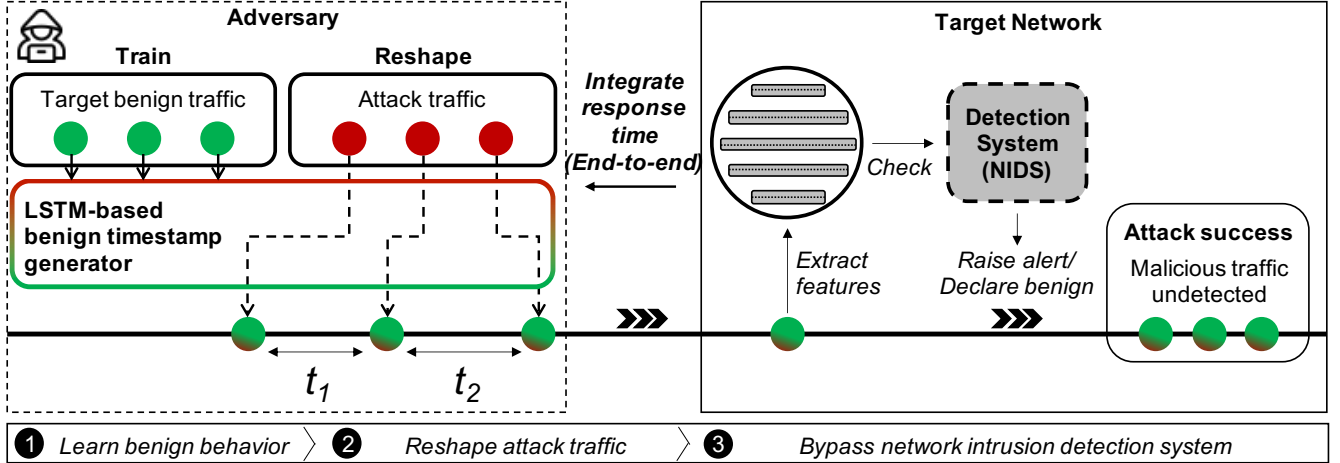 Adversary
Train
Reshape
Target benign traffic
Attack traffic
LSTM-based
benign timestamp
generator
t1
t2
Integrate
response
time
(End-to-end)
Target Network
Check
Detection
System
(NIDS)
Extract
features
Raise alert/
Declare benign
Attack success
Malicious traffic
undetected
1 Learn benign behavior
2 Reshape attack traffic
3 Bypass network intrusion detection system